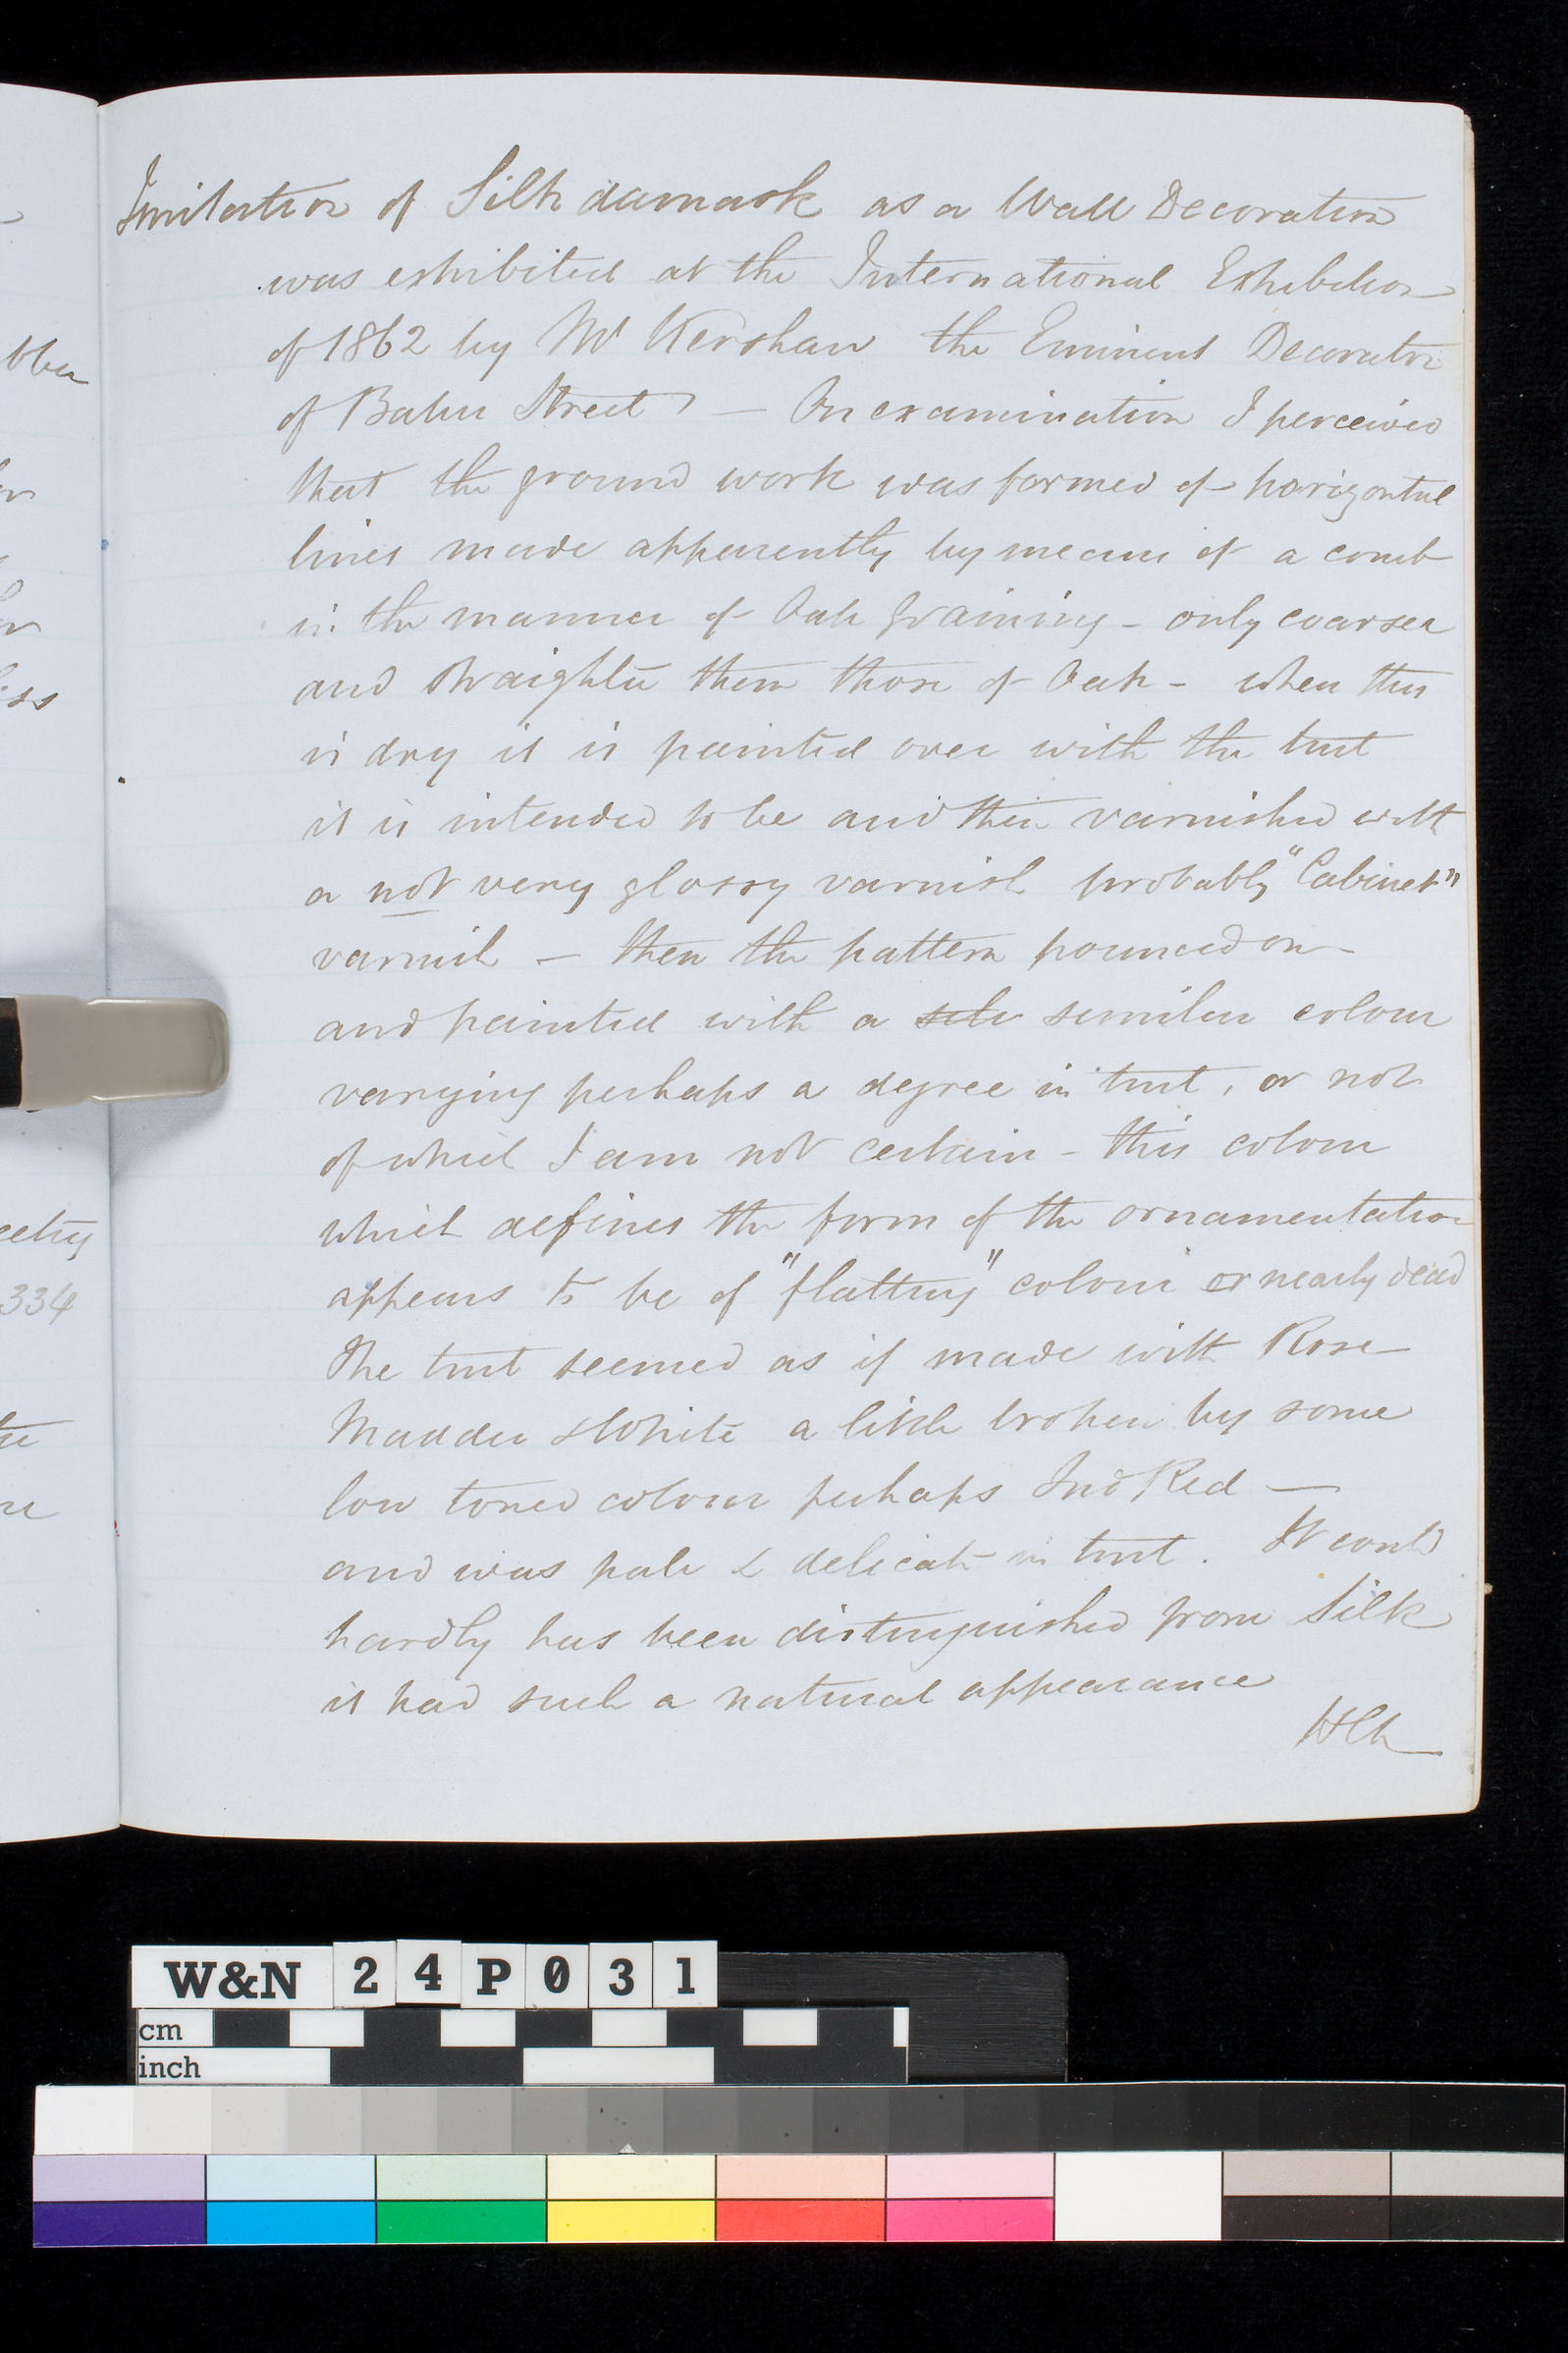 Imitation of Silk damask as a Wall Decoration
was exhibited at the International Exhibition
of 1862 by Mr Kershaw the Eminent Decorator
of Baker Street — On examination I perceived
that the ground work was formed of horizontal
lines made apparently by means of a comb
in the manner of Oak Graining - only coarser
and straighter them those of Oak - when this
is dry it is painted over with the tint
it is intended to be and then varnished with
a not very glossy varnish probably "Cabinet"
varnish — then the pattern pounced on
and painted with a similar colour
varying perhaps a degree in tint, or not
of which I am not certain - this colour
which defines the form of the ornamentation
appears to be of "flatting" colour or nearly dead
The tint seemed as if made with Rose
Madder & White a little broken by some
low toned colour perhaps Ind Red —
and was pale & delicate in tint. It could
hardly has been distinguished from Silk
it had such a natural appearance
HCN
334
W&N 24P031
cm
inch